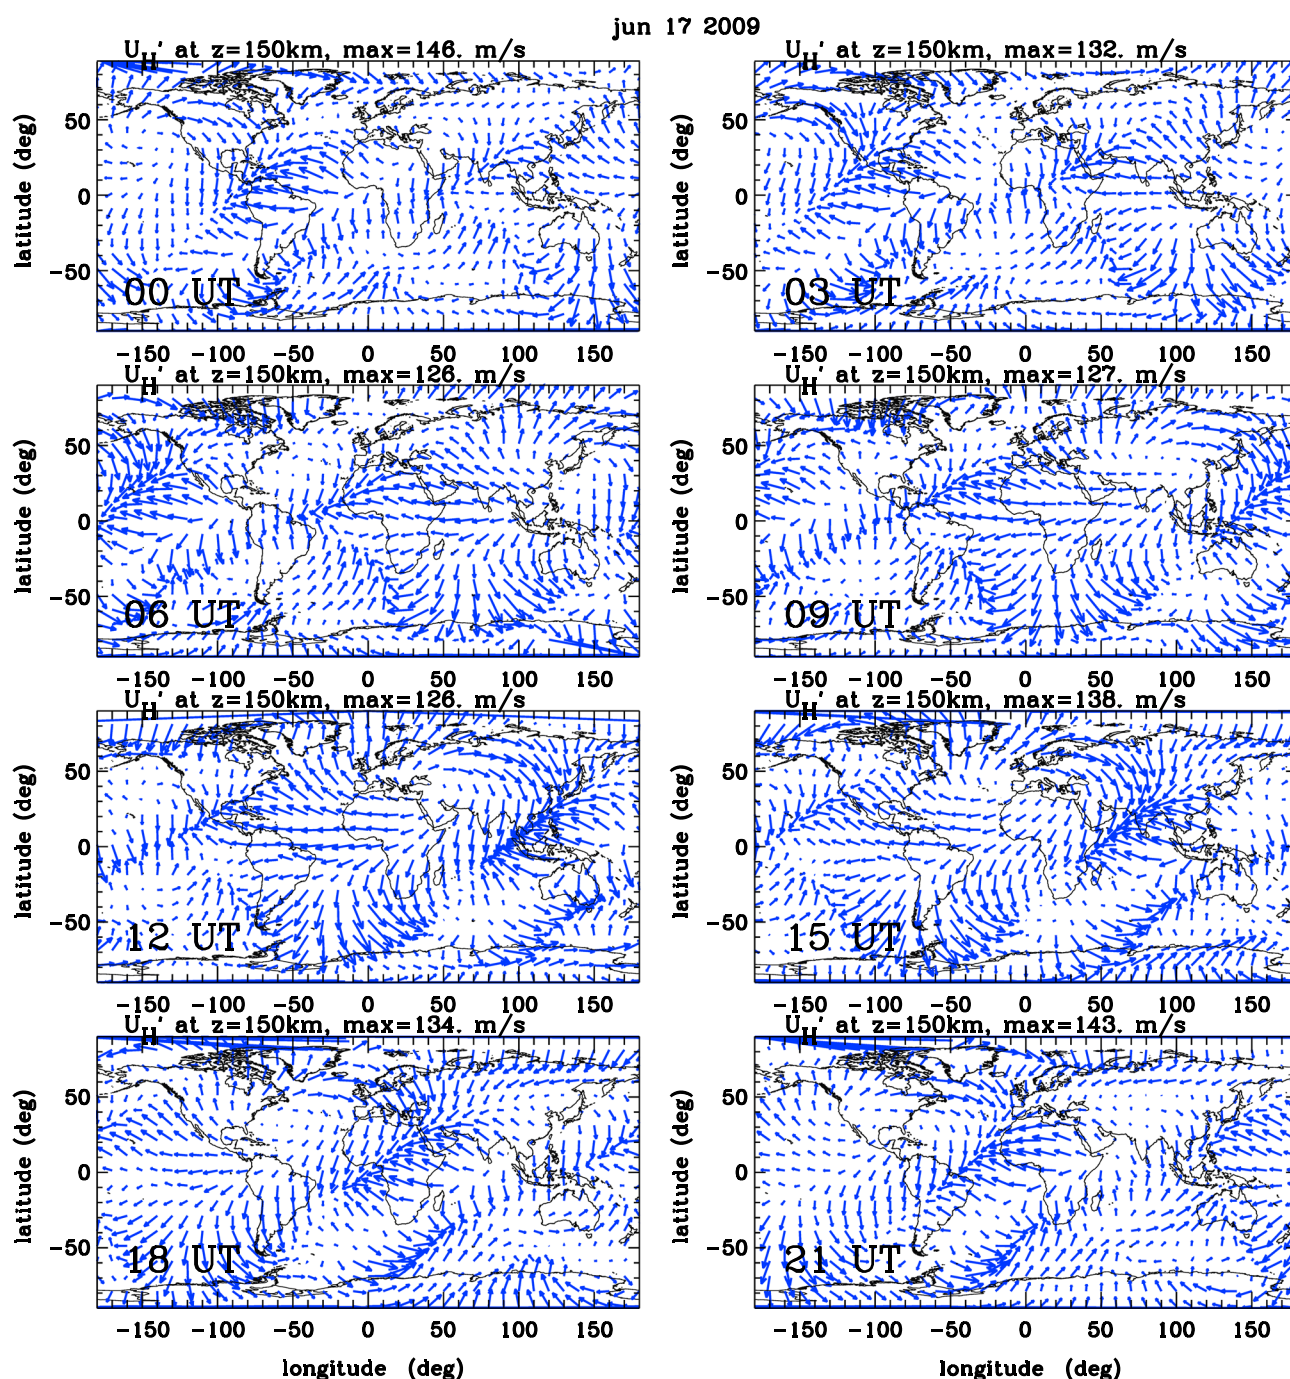 jun 17 2009
U_H' at z=150km, max=146. m/s
U_H' at z=150km, max=132. m/s
latitude (deg)
50
0
-50
00 UT
-150 -100 -50 0 50 100 150
latitude (deg)
50
0
-50
03 UT
-150 -100 -50 0 50 100 150
U_H' at z=150km, max=126. m/s
U_H' at z=150km, max=127. m/s
latitude (deg)
50
0
-50
06 UT
-150 -100 -50 0 50 100 150
latitude (deg)
50
0
-50
09 UT
-150 -100 -50 0 50 100 150
U_H' at z=150km, max=126. m/s
U_H' at z=150km, max=138. m/s
latitude (deg)
50
0
-50
12 UT
-150 -100 -50 0 50 100 150
latitude (deg)
50
0
-50
15 UT
-150 -100 -50 0 50 100 150
U_H' at z=150km, max=134. m/s
U_H' at z=150km, max=143. m/s
latitude (deg)
50
0
-50
18 UT
-150 -100 -50 0 50 100 150
longitude (deg)
latitude (deg)
50
0
-50
21 UT
-150 -100 -50 0 50 100 150
longitude (deg)